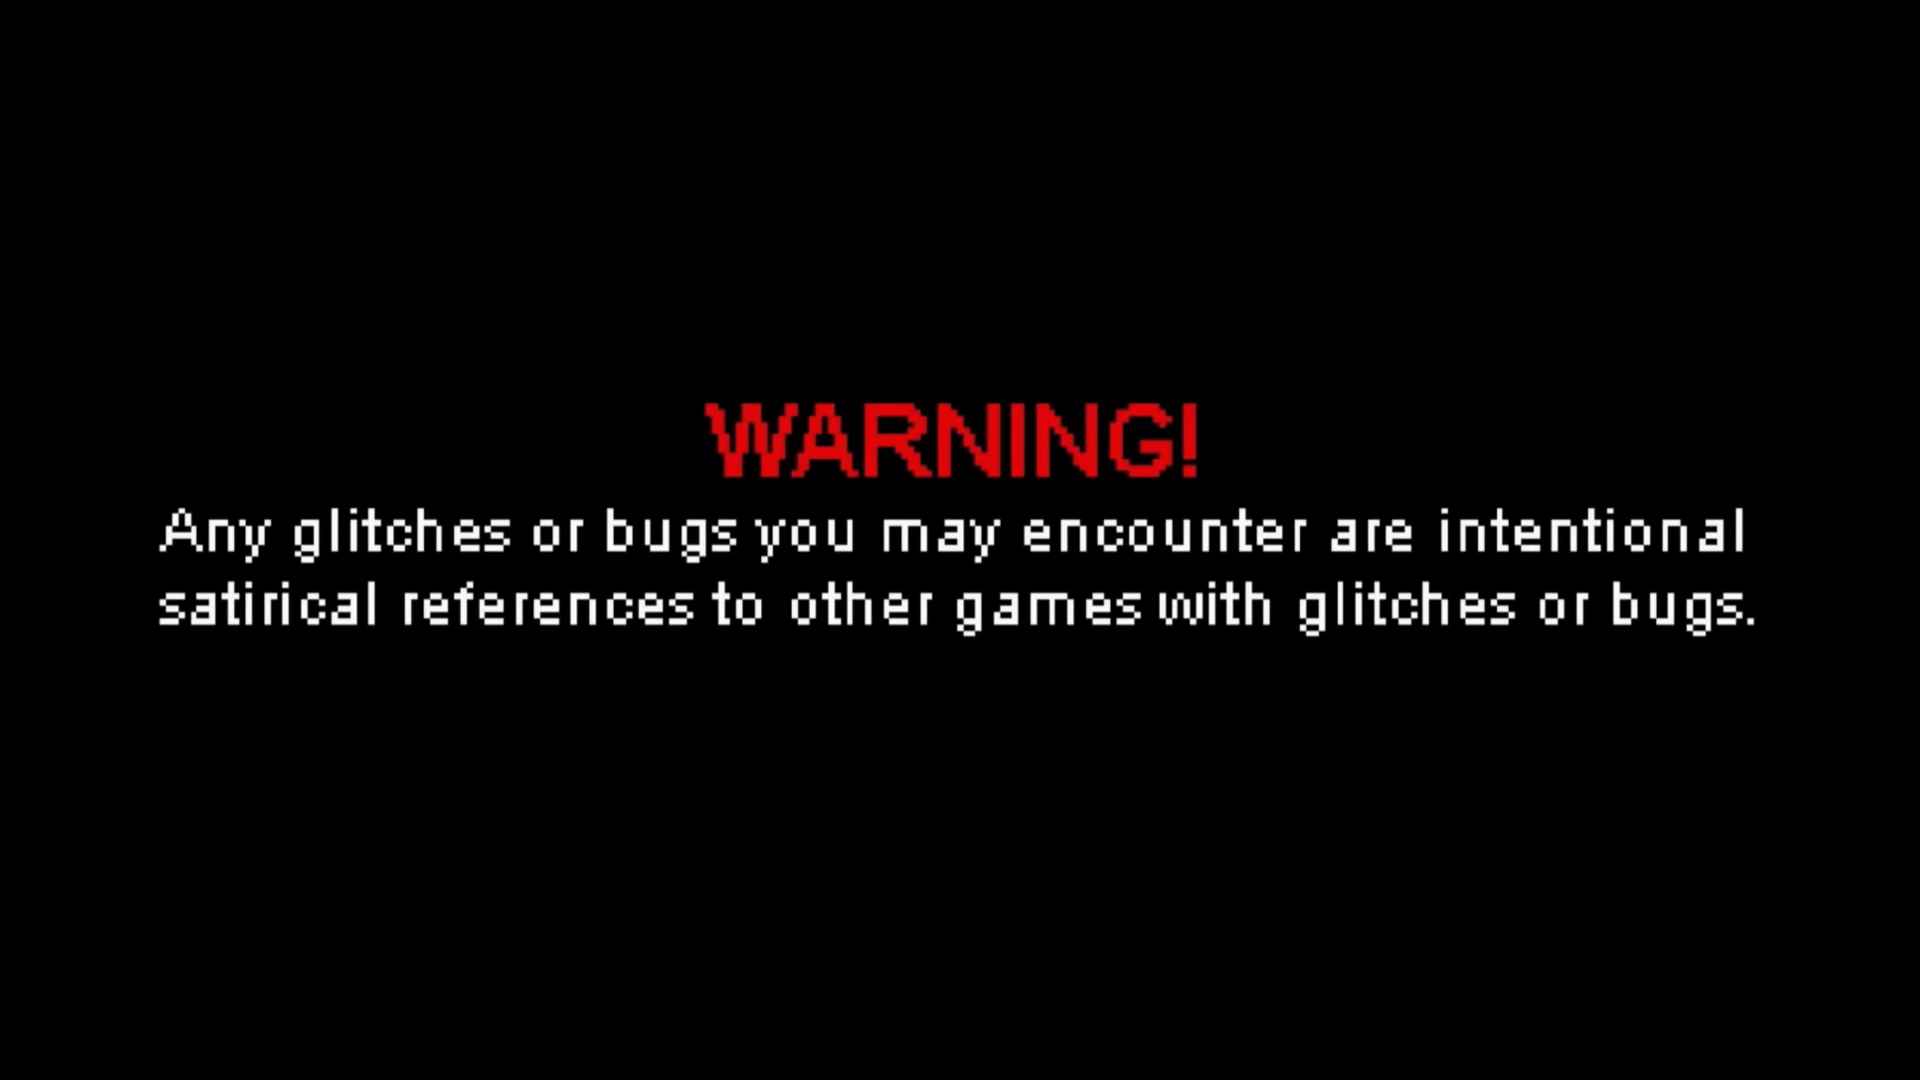 WARNING!
Any glitches or bugs you may encounter are intentional
satirical references to other games with glitches or bugs.